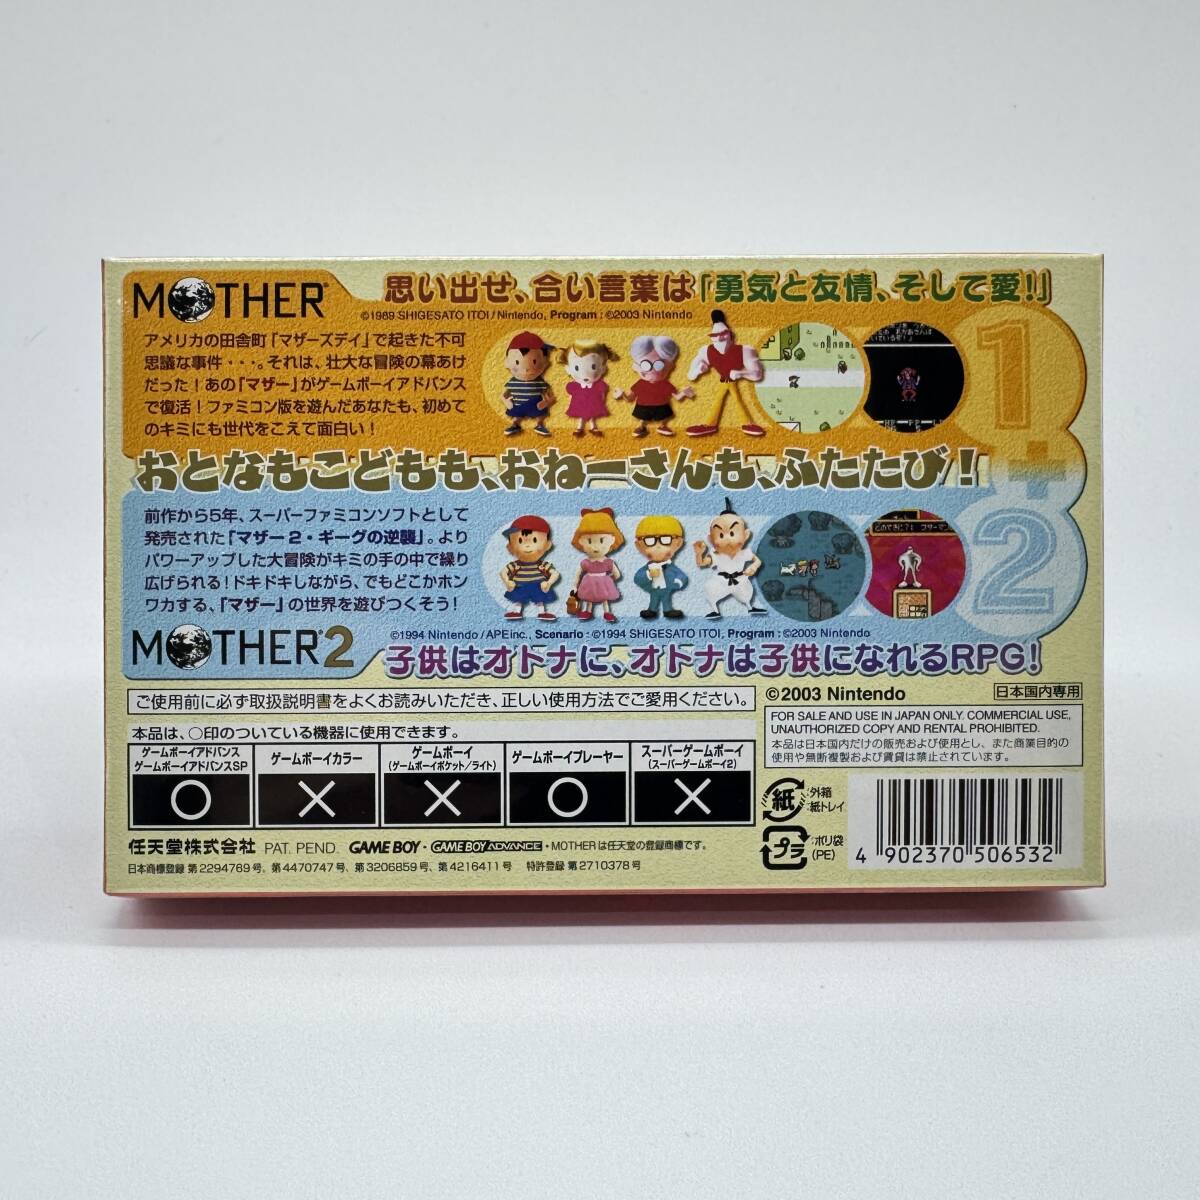 MOTHER®
思い出せ、合い言葉は「勇気と友情、そして愛！」
©1989 SHIGESATO ITOI/Nintendo, Program : ©2003 Nintendo
アメリカの田舎町「マザーズデイ」で起きた不可
思議な事件・・・。それは、壮大な冒険の幕あけ
だった！あの『マザー』がゲームボーイアドバンス
で復活！ファミコン版を遊んだあなたも、初めて
のキミにも世代をこえて面白い！
1
+
2
おとなもこどもも、おねーさんも、ふたたび！
前作から5年、スーパーファミコンソフトとして
発売された『マザー2・ギーグの逆襲』。より
パワーアップした大冒険がキミの手の中で繰り
広げられる！ドキドキしながら、でもどこかホン
ワカする、『マザー』の世界を遊びつくそう！
©1994 Nintendo/APEinc., Scenario : ©1994 SHIGESATO ITOI, Program : ©2003 Nintendo
MOTHER®2
子供はオトナに、オトナは子供になれるRPG！
ご使用前に必ず取扱説明書をよくお読みいただき、正しい使用方法でご愛用ください。
©2003 Nintendo
日本国内専用
FOR SALE AND USE IN JAPAN ONLY. COMMERCIAL USE,
UNAUTHORIZED COPY AND RENTAL PROHIBITED.
本品は日本国内だけの販売および使用とし、また商業目的の
使用や無断複製および賃貸は禁止されています。
本品は、○印のついている機器に使用できます。
ゲームボーイアドバンス
ゲームボーイアドバンスSP
ゲームボーイカラー
ゲームボーイ
(ゲームボーイポケット/ライト)
ゲームボーイプレーヤー
スーパーゲームボーイ
(スーパーゲームボーイ2)
○
×
×
○
×
紙
外箱
紙トレイ
プラ
ポリ袋
(PE)
4 902370 506532
任天堂株式会社 PAT. PEND. GAME BOY・GAME BOY ADVANCE・MOTHERは任天堂の登録商標です。
日本商標登録 第2294769号、第4470747号、第3206859号、第4216411号 特許登録 第2710378号